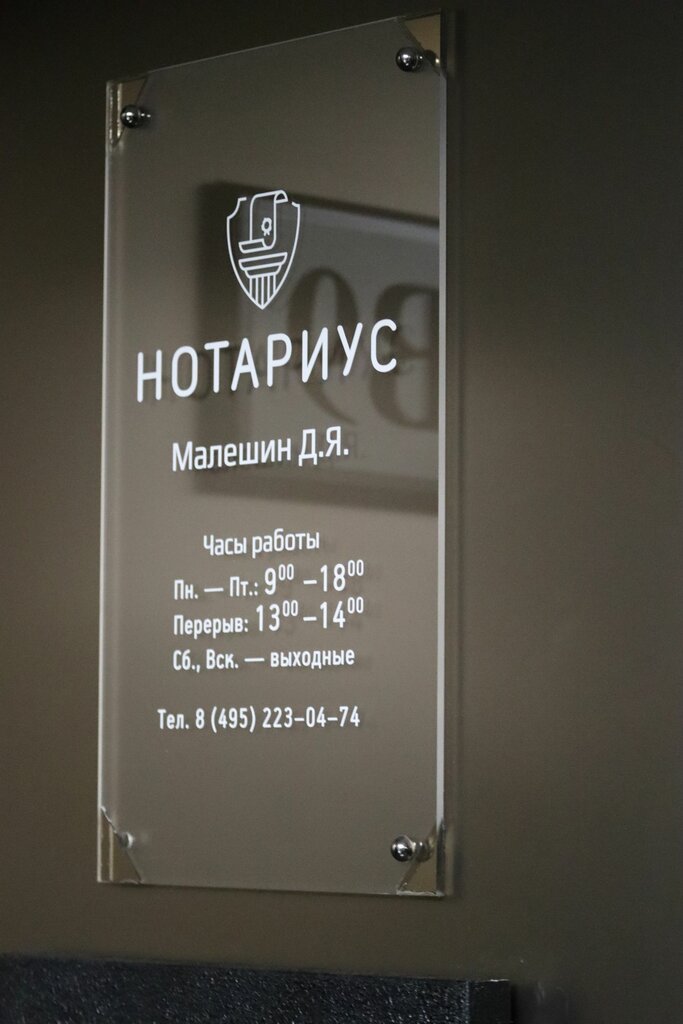 НОТАРИУС
Малешин Д.Я.
Часы работы
Пн. — Пт.: 9⁰⁰ –18⁰⁰
Перерыв: 13⁰⁰ –14⁰⁰
Сб., Вск. — выходные
Тел. 8 (495) 223–04–74